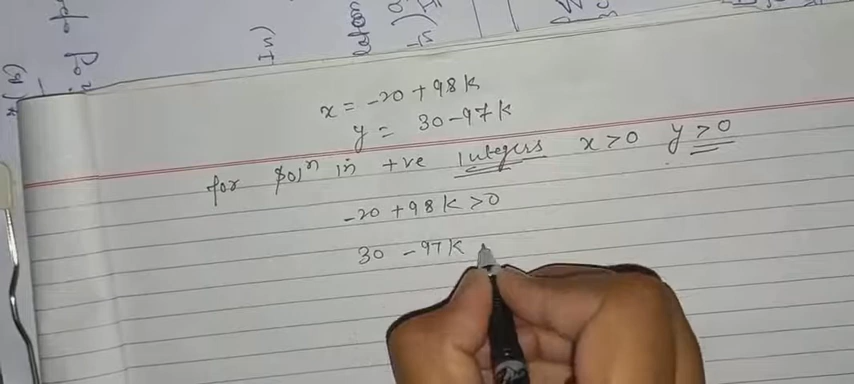 x = -20 + 98k
y = 30 - 97k
for solⁿ in +ve Integers x > 0 y > 0
-20 + 98k > 0
30 - 97k